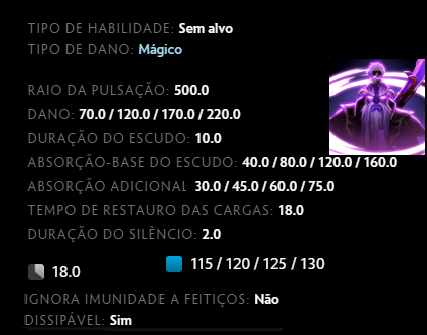 TIPO DE HABILIDADE: Sem alvo
TIPO DE DANO: Mágico
RAIO DA PULSAÇÃO: 500.0
DANO: 70.0 / 120.0 / 170.0 / 220.0
DURAÇÃO DO ESCUDO: 10.0
ABSORÇÃO-BASE DO ESCUDO: 40.0 / 80.0 / 120.0 / 160.0
ABSORÇÃO ADICIONAL 30.0 / 45.0 / 60.0 / 75.0
TEMPO DE RESTAURO DAS CARGAS: 18.0
DURAÇÃO DO SILÊNCIO: 2.0
18.0 115 / 120 / 125 / 130
IGNORA IMUNIDADE A FEITIÇOS: Não
DISSIPÁVEL: Sim